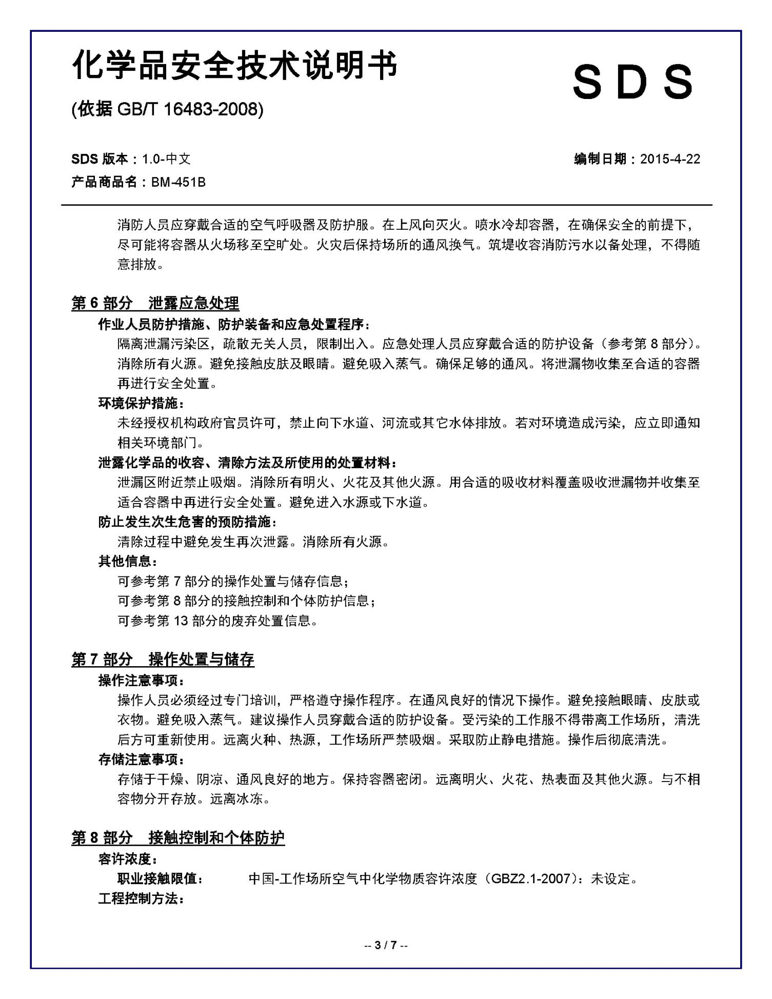 化学品安全技术说明书
SDS
(依据 GB/T 16483-2008)
SDS 版本：1.0-中文
编制日期：2015-4-22
产品商品名：BM-451B
消防人员应穿戴合适的空气呼吸器及防护服。在上风向灭火。喷水冷却容器，在确保安全的前提下，
尽可能将容器从火场移至空旷处。火灾后保持场所的通风换气。筑堤收容消防污水以备处理，不得随
意排放。
第 6 部分　泄露应急处理
作业人员防护措施、防护装备和应急处置程序：
隔离泄漏污染区，疏散无关人员，限制出入。应急处理人员应穿戴合适的防护设备（参考第 8 部分）。
消除所有火源。避免接触皮肤及眼睛。避免吸入蒸气。确保足够的通风。将泄漏物收集至合适的容器
再进行安全处置。
环境保护措施：
未经授权机构政府官员许可，禁止向下水道、河流或其它水体排放。若对环境造成污染，应立即通知
相关环境部门。
泄露化学品的收容、清除方法及所使用的处置材料：
泄漏区附近禁止吸烟。消除所有明火、火花及其他火源。用合适的吸收材料覆盖吸收泄漏物并收集至
适合容器中再进行安全处置。避免进入水源或下水道。
防止发生次生危害的预防措施：
清除过程中避免发生再次泄露。消除所有火源。
其他信息：
可参考第 7 部分的操作处置与储存信息；
可参考第 8 部分的接触控制和个体防护信息；
可参考第 13 部分的废弃处置信息。
第 7 部分　操作处置与储存
操作注意事项：
操作人员必须经过专门培训，严格遵守操作程序。在通风良好的情况下操作。避免接触眼睛、皮肤或
衣物。避免吸入蒸气。建议操作人员穿戴合适的防护设备。受污染的工作服不得带离工作场所，清洗
后方可重新使用。远离火种、热源，工作场所严禁吸烟。采取防止静电措施。操作后彻底清洗。
存储注意事项：
存储于干燥、阴凉、通风良好的地方。保持容器密闭。远离明火、火花、热表面及其他火源。与不相
容物分开存放。远离冰冻。
第 8 部分　接触控制和个体防护
容许浓度：
职业接触限值：　中国-工作场所空气中化学物质容许浓度（GBZ2.1-2007）：未设定。
工程控制方法：
-- 3 / 7 --